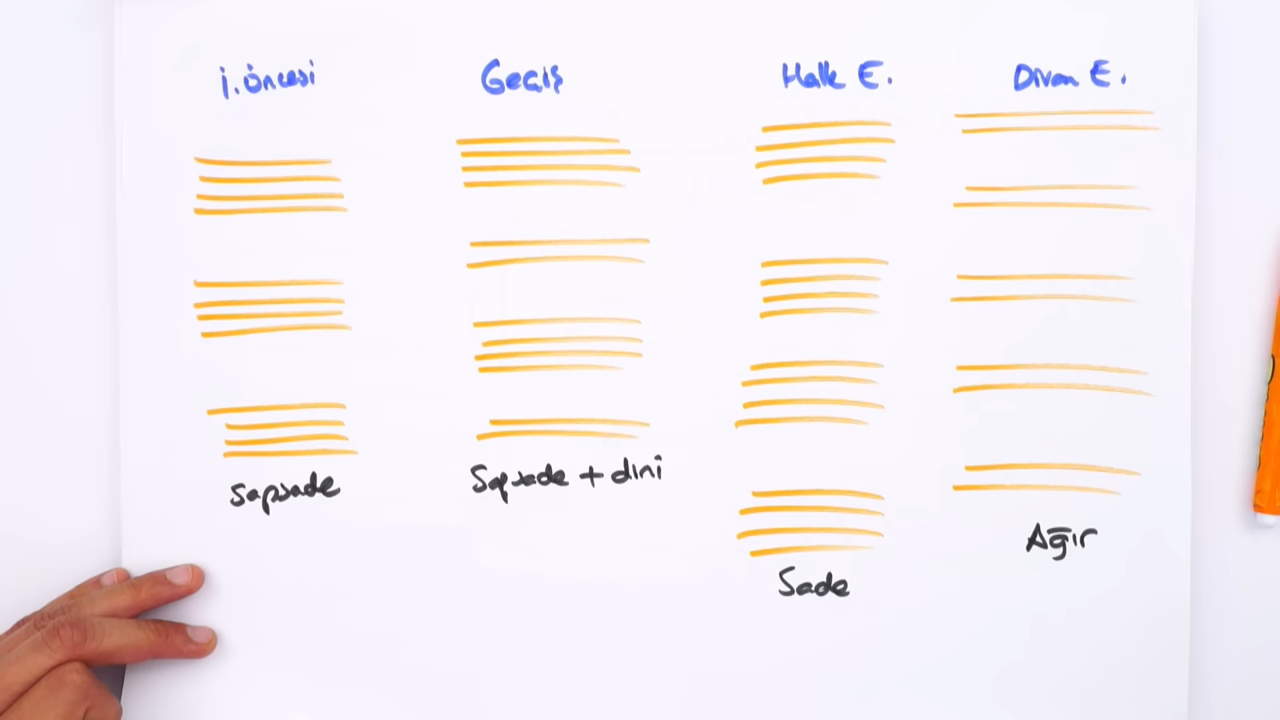 İ. Öncesi
Geçiş
Halk E.
Divan E.
sapsade
Sapsade + dini
Sade
Ağır